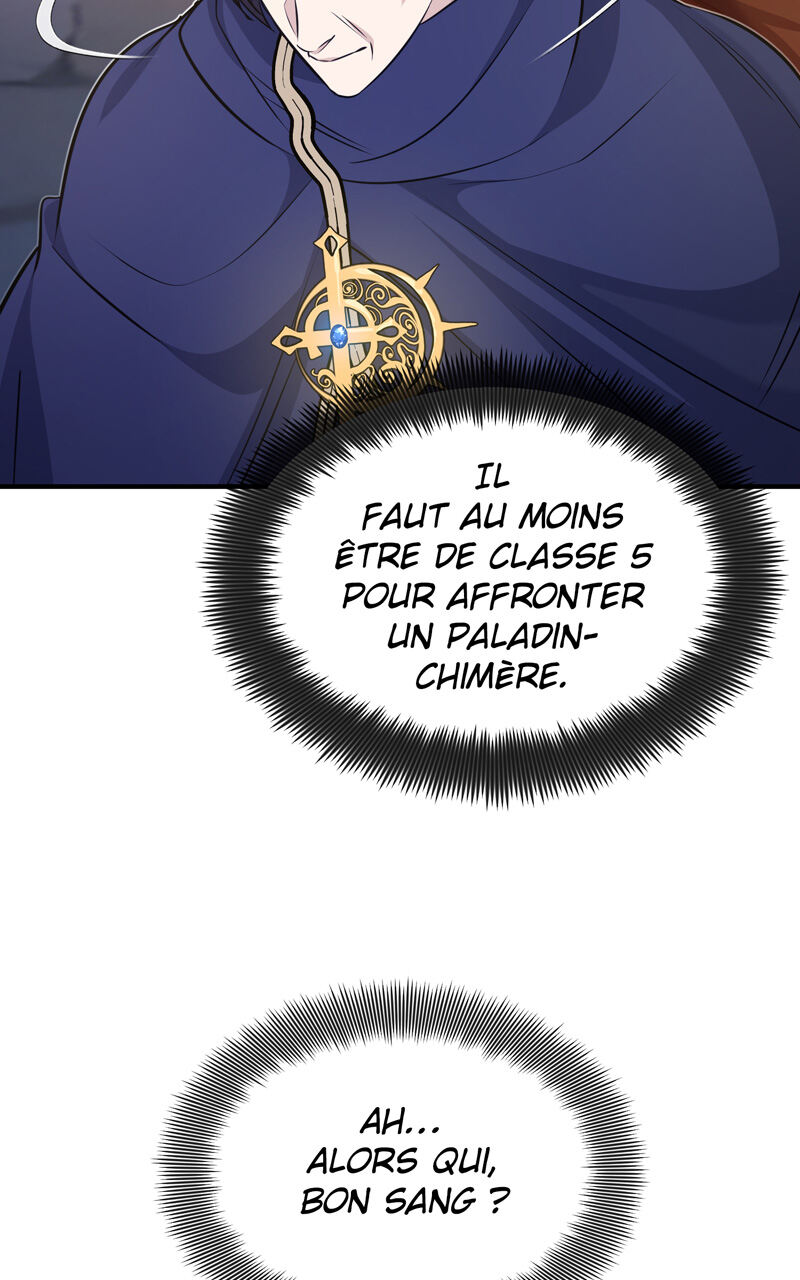 IL
FAUT AU MOINS
ÊTRE DE CLASSE 5
POUR AFFRONTER
UN PALADIN-
CHIMÈRE.
AH...
ALORS QUI,
BON SANG ?